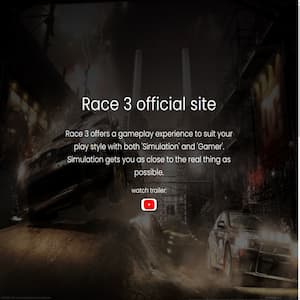 Race 3 official site
Race 3 offers a gameplay experience to suit your
play style with both 'Simulation' and 'Gamer'.
Simulation gets you as close to the real thing as
possible.
watch trailer: